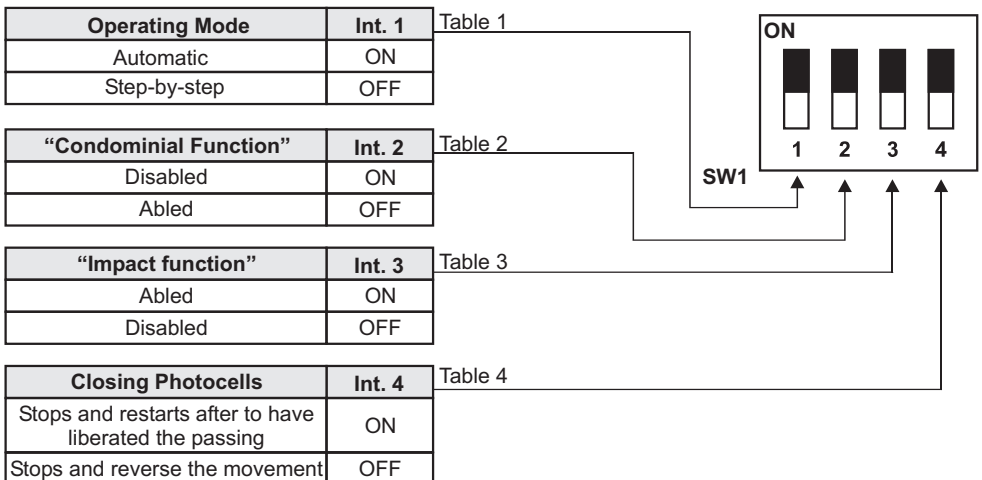 Operating Mode Int. 1 Table 1
Automatic ON
Step-by-step OFF
“Condominial Function” Int. 2 Table 2
Disabled ON
Abled OFF
“Impact function” Int. 3 Table 3
Abled ON
Disabled OFF
Closing Photocells Int. 4 Table 4
Stops and restarts after to have
liberated the passing ON
Stops and reverse the movement OFF
ON
1 2 3 4
SW1